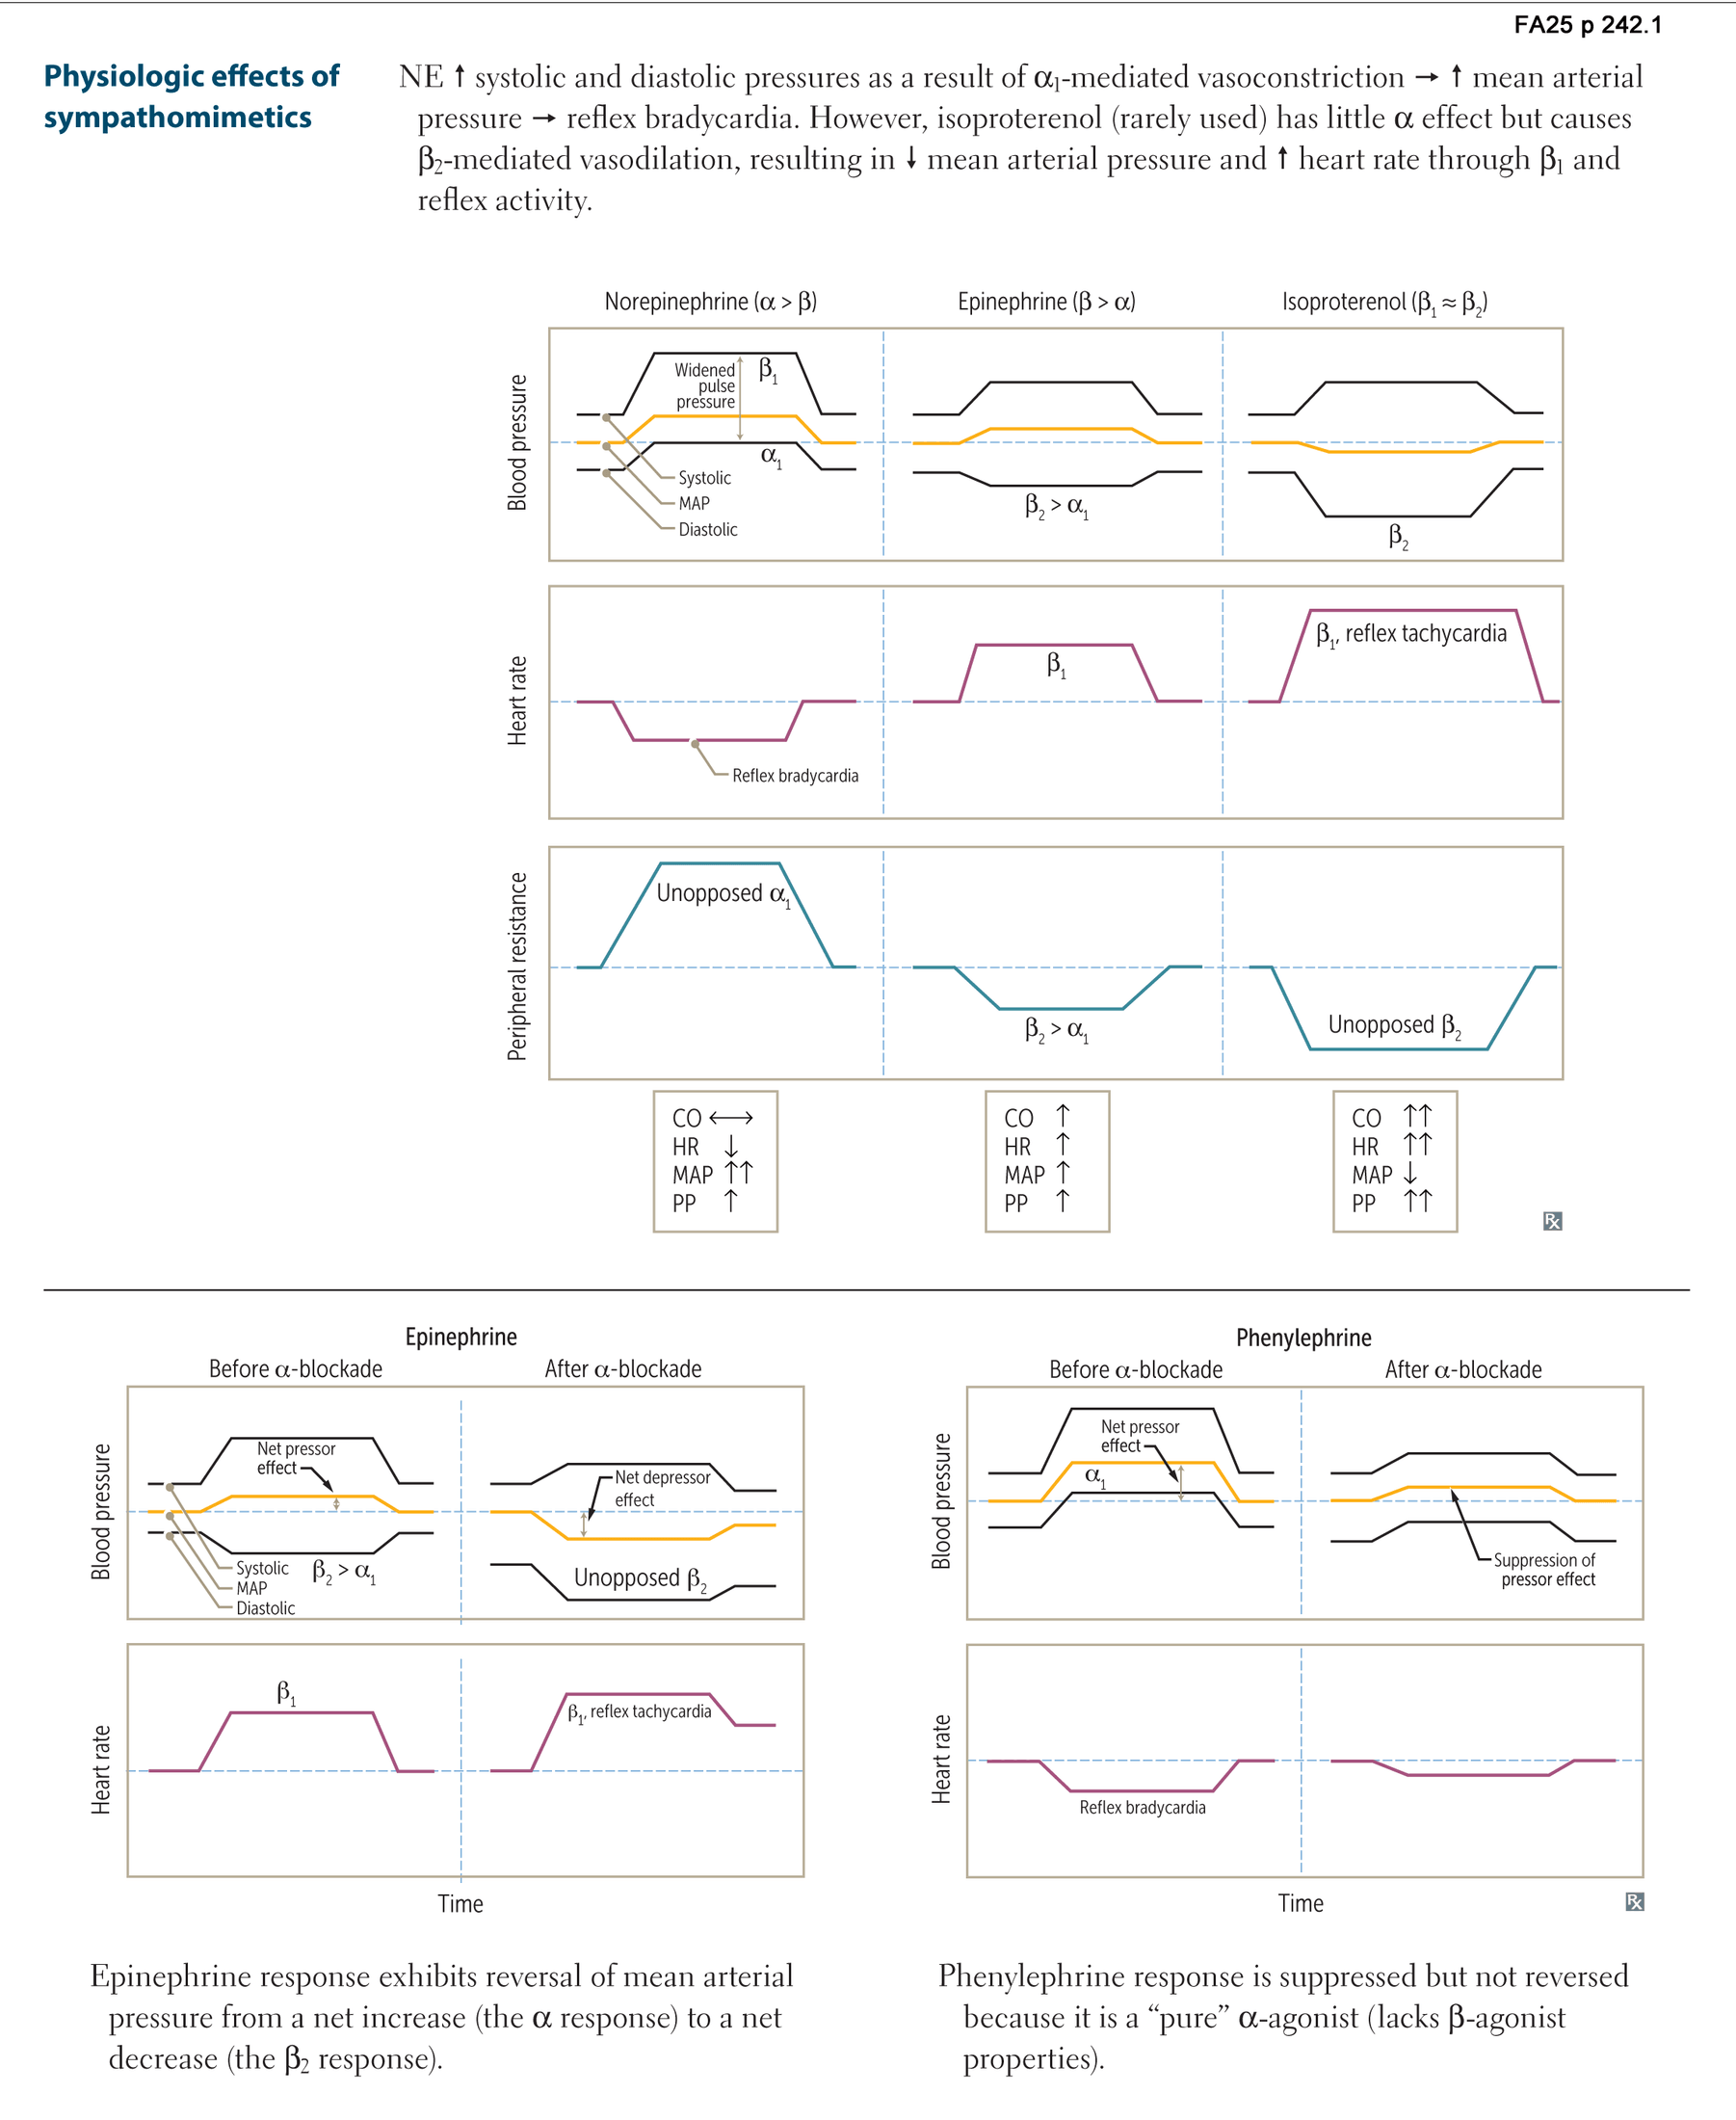 FA25 p 242.1
Physiologic effects of
sympathomimetics
NE ↑ systolic and diastolic pressures as a result of α₁-mediated vasoconstriction → ↑ mean arterial
pressure → reflex bradycardia. However, isoproterenol (rarely used) has little α effect but causes
β₂-mediated vasodilation, resulting in ↓ mean arterial pressure and ↑ heart rate through β₁ and
reflex activity.
Norepinephrine (α > β)
Epinephrine (β > α)
Isoproterenol (β₁ ≈ β₂)
Blood pressure
Widened
pulse
pressure
β₁
α₁
Systolic
MAP
Diastolic
β₂ > α₁
β₂
Heart rate
Reflex bradycardia
β₁
β₁, reflex tachycardia
Peripheral resistance
Unopposed α₁
β₂ > α₁
Unopposed β₂
CO ⟷
HR ↓
MAP ↑↑
PP ↑
CO ↑
HR ↑
MAP ↑
PP ↑
CO ↑↑
HR ↑↑
MAP ↓
PP ↑↑
Rx
Epinephrine
Before α-blockade
After α-blockade
Blood pressure
Net pressor
effect
Systolic
MAP
Diastolic
β₂ > α₁
Net depressor
effect
Unopposed β₂
Heart rate
β₁
β₁, reflex tachycardia
Time
Phenylephrine
Before α-blockade
After α-blockade
Blood pressure
Net pressor
effect
α₁
Suppression of
pressor effect
Heart rate
Reflex bradycardia
Time
Rx
Epinephrine response exhibits reversal of mean arterial
pressure from a net increase (the α response) to a net
decrease (the β₂ response).
Phenylephrine response is suppressed but not reversed
because it is a “pure” α-agonist (lacks β-agonist
properties).